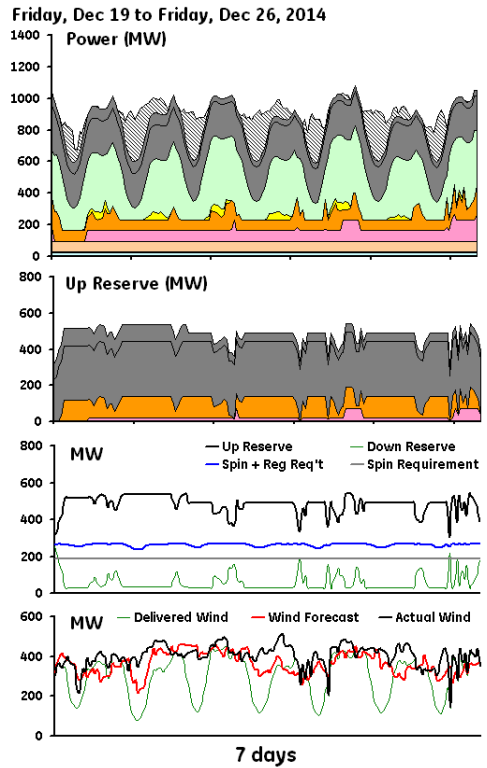 Friday, Dec 19 to Friday, Dec 26, 2014
Power (MW)
1400
1200
1000
800
600
400
200
0
Up Reserve (MW)
800
600
400
200
0
MW
Up Reserve Down Reserve
Spin + Reg Req't Spin Requirement
800
600
400
200
0
MW
Delivered Wind Wind Forecast Actual Wind
600
400
200
0
7 days